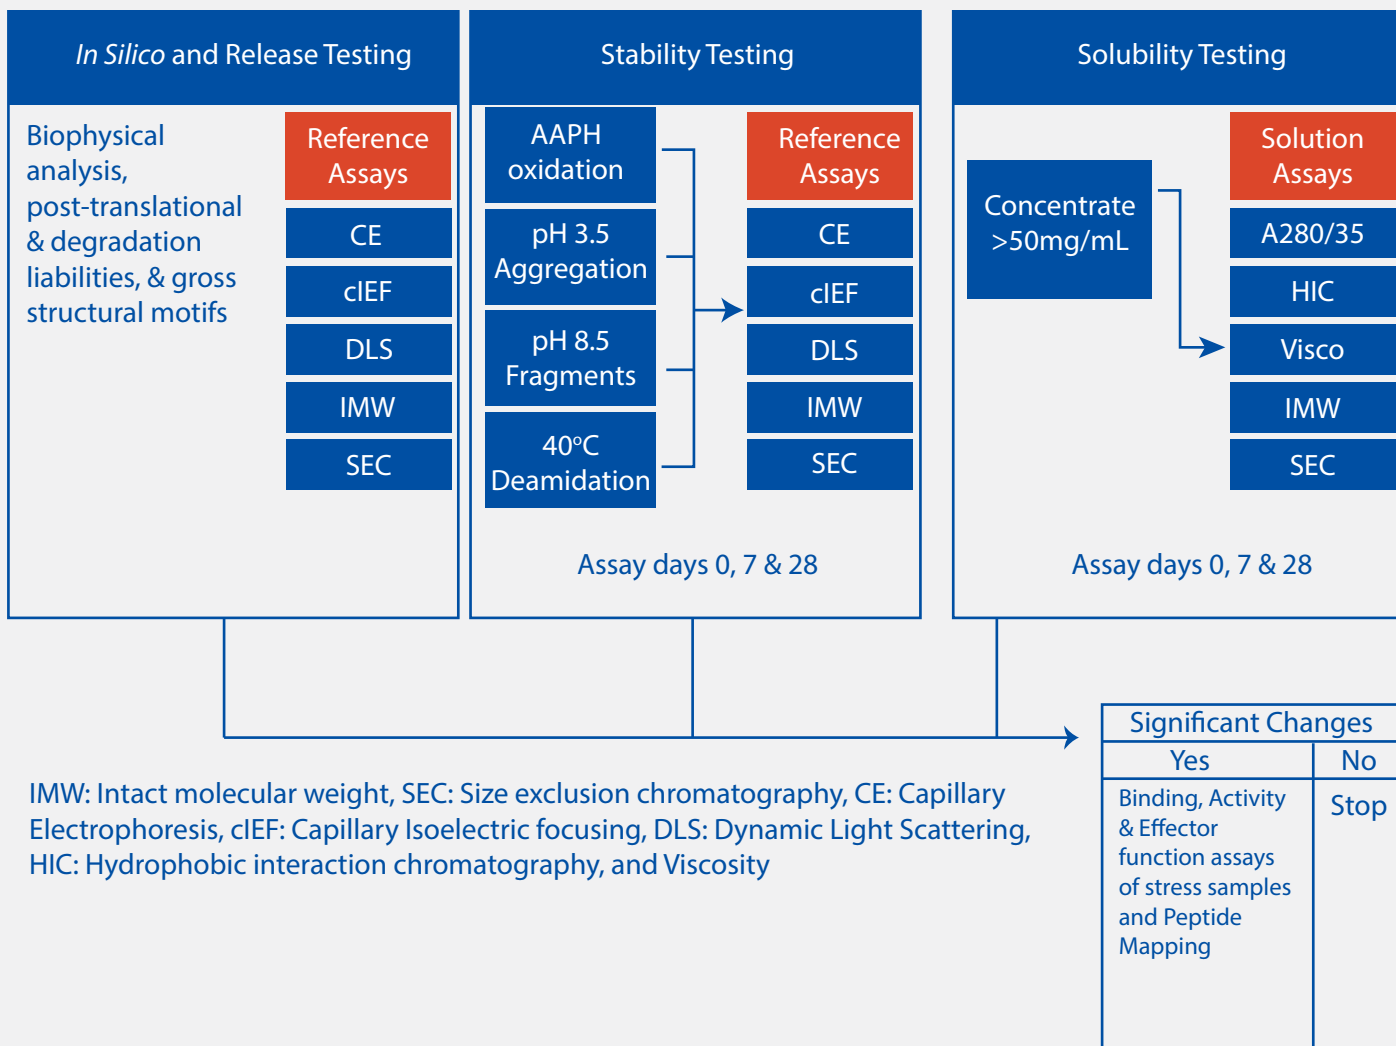 In Silico and Release Testing
Biophysical
analysis,
post-translational
& degradation
liabilities, & gross
structural motifs
Reference
Assays
CE
cIEF
DLS
IMW
SEC
Stability Testing
AAPH
oxidation
pH 3.5
Aggregation
pH 8.5
Fragments
40°C
Deamidation
Reference
Assays
CE
cIEF
DLS
IMW
SEC
Assay days 0, 7 & 28
Solubility Testing
Concentrate
>50mg/mL
Solution
Assays
A280/35
HIC
Visco
IMW
SEC
Assay days 0, 7 & 28
Significant Changes
Yes
No
Binding, Activity
& Effector
function assays
of stress samples
and Peptide
Mapping
Stop
IMW: Intact molecular weight, SEC: Size exclusion chromatography, CE: Capillary
Electrophoresis, cIEF: Capillary Isoelectric focusing, DLS: Dynamic Light Scattering,
HIC: Hydrophobic interaction chromatography, and Viscosity